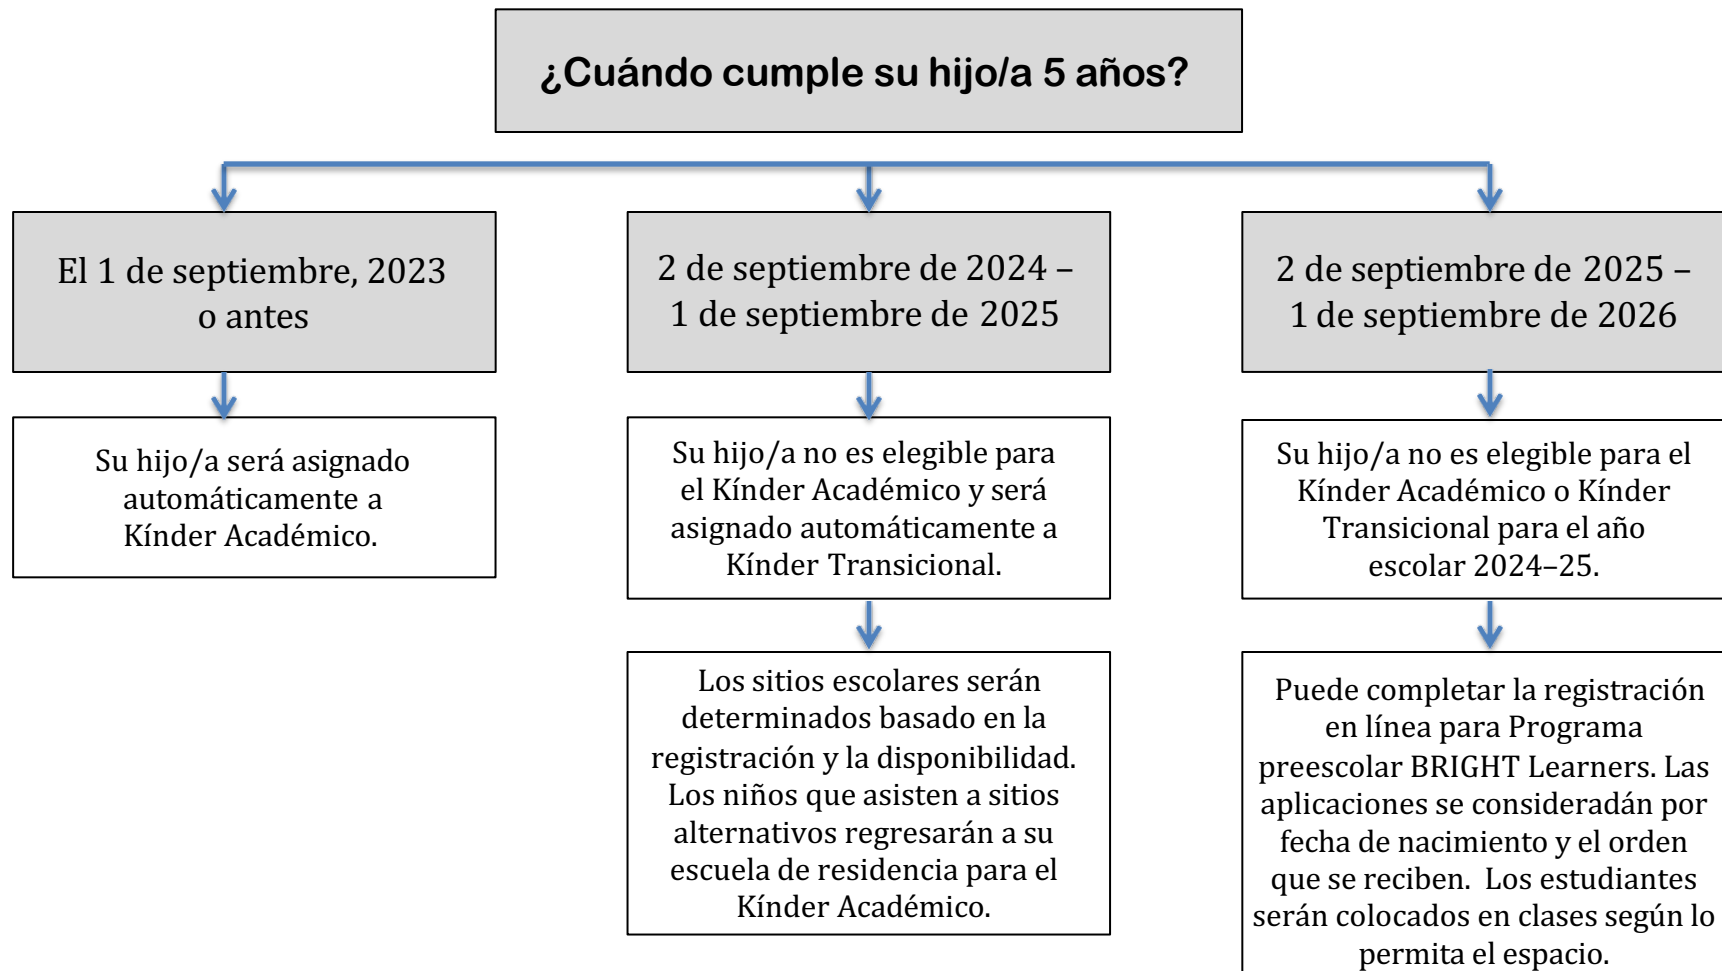 ¿Cuándo cumple su hijo/a 5 años?
El 1 de septiembre, 2023
o antes
2 de septiembre de 2024 –
1 de septiembre de 2025
2 de septiembre de 2025 –
1 de septiembre de 2026
Su hijo/a será asignado
automáticamente a
Kínder Académico.
Su hijo/a no es elegible para
el Kínder Académico y será
asignado automáticamente a
Kínder Transicional.
Su hijo/a no es elegible para el
Kínder Académico o Kínder
Transicional para el año
escolar 2024–25.
Los sitios escolares serán
determinados basado en la
registración y la disponibilidad.
Los niños que asisten a sitios
alternativos regresarán a su
escuela de residencia para el
Kínder Académico.
Puede completar la registración
en línea para Programa
preescolar BRIGHT Learners. Las
aplicaciones se consideradán por
fecha de nacimiento y el orden
que se reciben. Los estudiantes
serán colocados en clases según lo
permita el espacio.